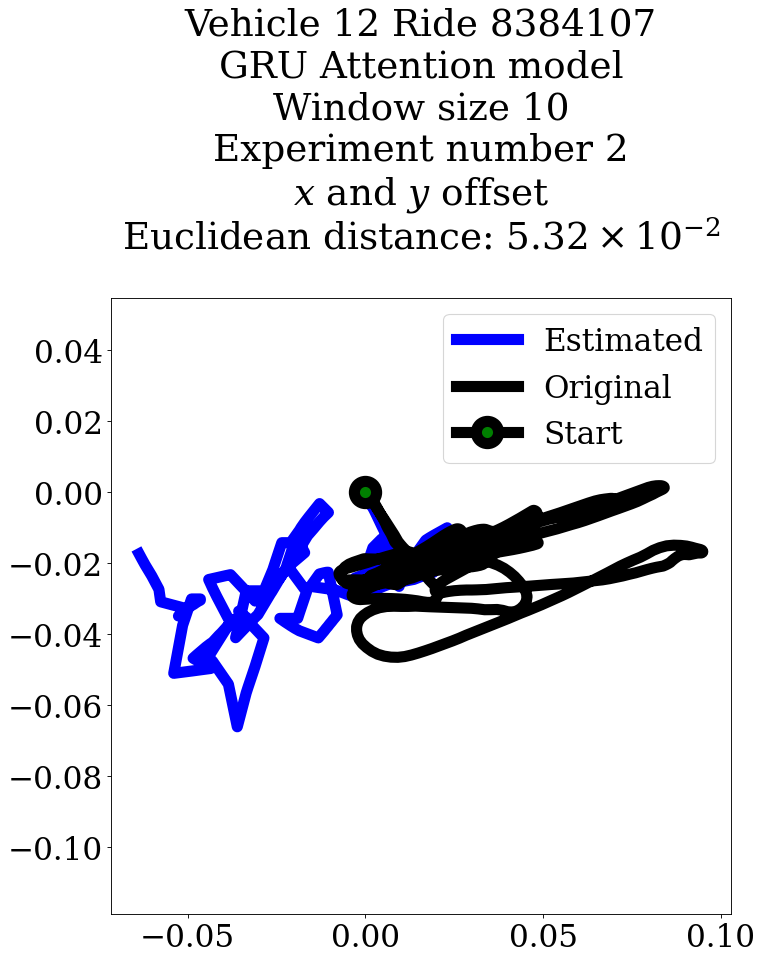 Vehicle 12 Ride 8384107
GRU Attention model
Window size 10
Experiment number 2
x and y offset
Euclidean distance: 5.32 × 10⁻²
Estimated
Original
Start
0.04
0.02
0.00
−0.02
−0.04
−0.06
−0.08
−0.10
−0.05
0.00
0.05
0.10